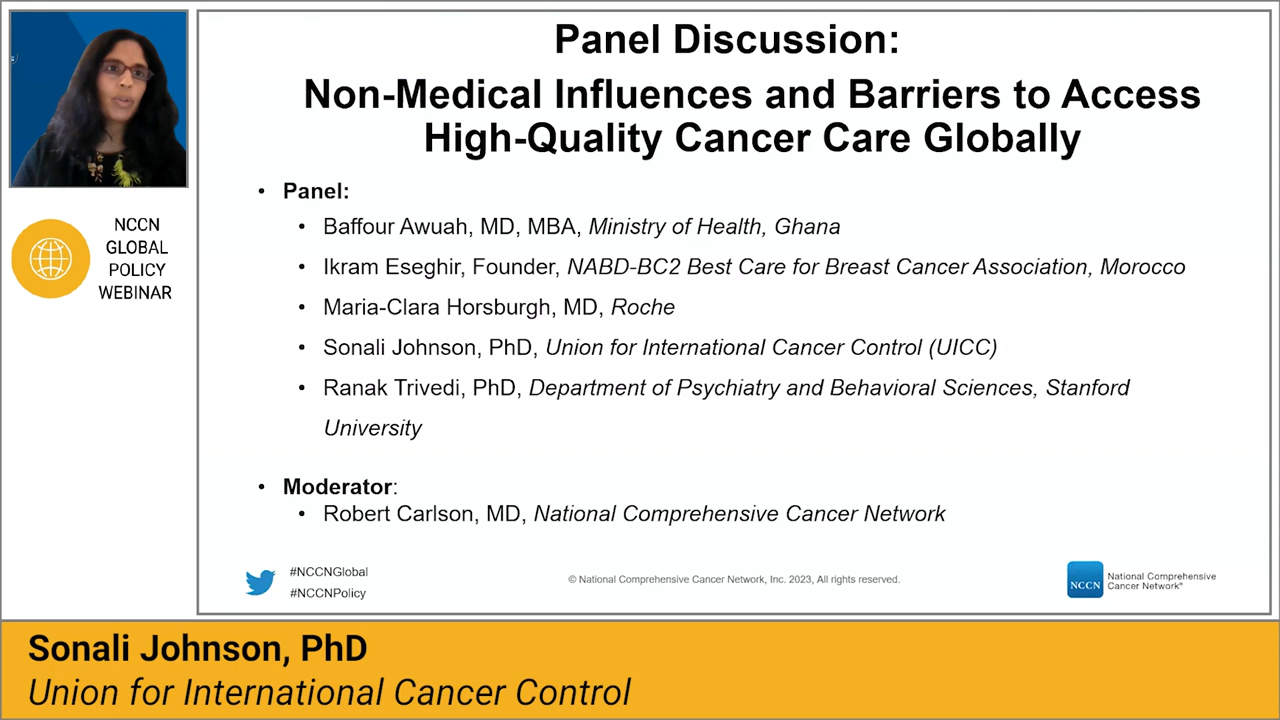 Panel Discussion:
Non-Medical Influences and Barriers to Access
High-Quality Cancer Care Globally
NCCN
GLOBAL
POLICY
WEBINAR
• Panel:
• Baffour Awuah, MD, MBA, Ministry of Health, Ghana
• Ikram Eseghir, Founder, NABD-BC2 Best Care for Breast Cancer Association, Morocco
• Maria-Clara Horsburgh, MD, Roche
• Sonali Johnson, PhD, Union for International Cancer Control (UICC)
• Ranak Trivedi, PhD, Department of Psychiatry and Behavioral Sciences, Stanford
University
• Moderator:
• Robert Carlson, MD, National Comprehensive Cancer Network
#NCCNGlobal
#NCCNPolicy
© National Comprehensive Cancer Network, Inc. 2023, All rights reserved.
NCCN
National Comprehensive
Cancer Network®
Sonali Johnson, PhD
Union for International Cancer Control